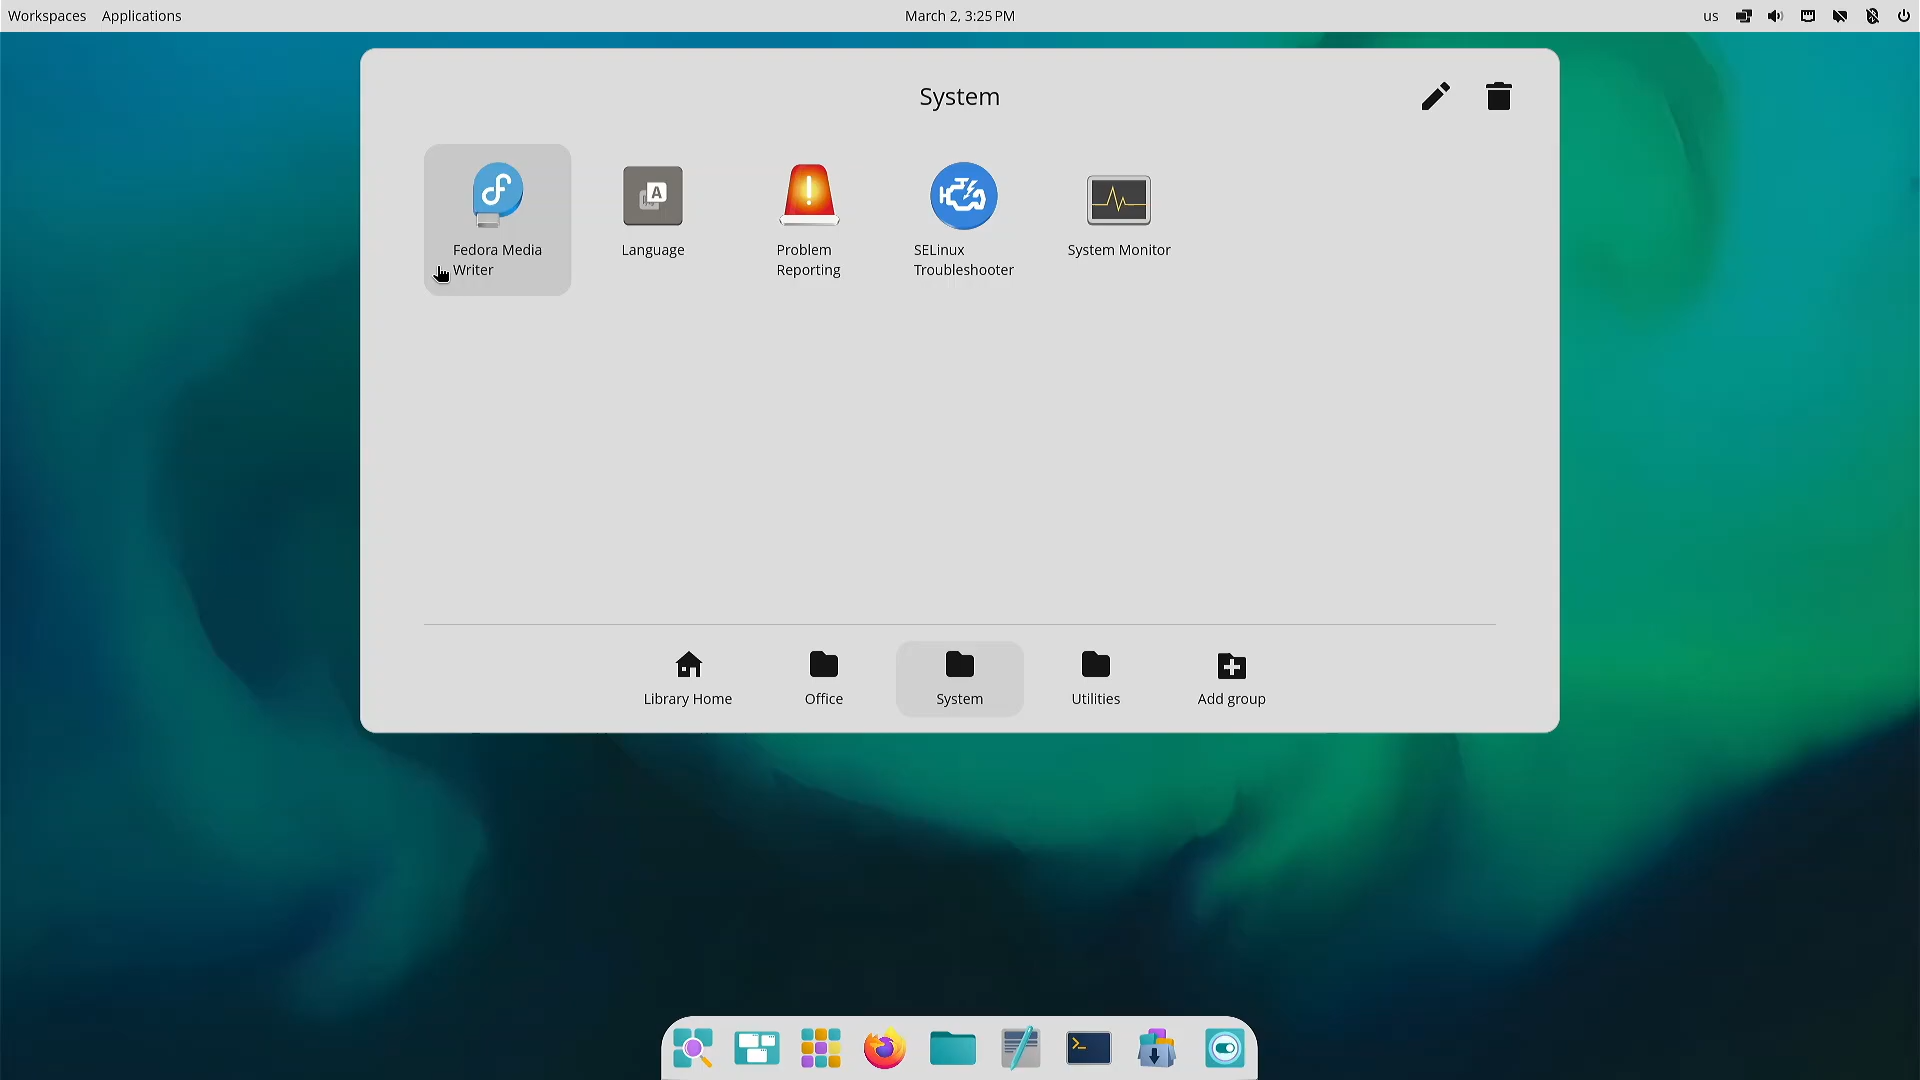 Workspaces Applications March 2, 3:25 PM us
System
Fedora Media
Writer
Language
Problem
Reporting
SELinux
Troubleshooter
System Monitor
Library Home
Office
System
Utilities
Add group